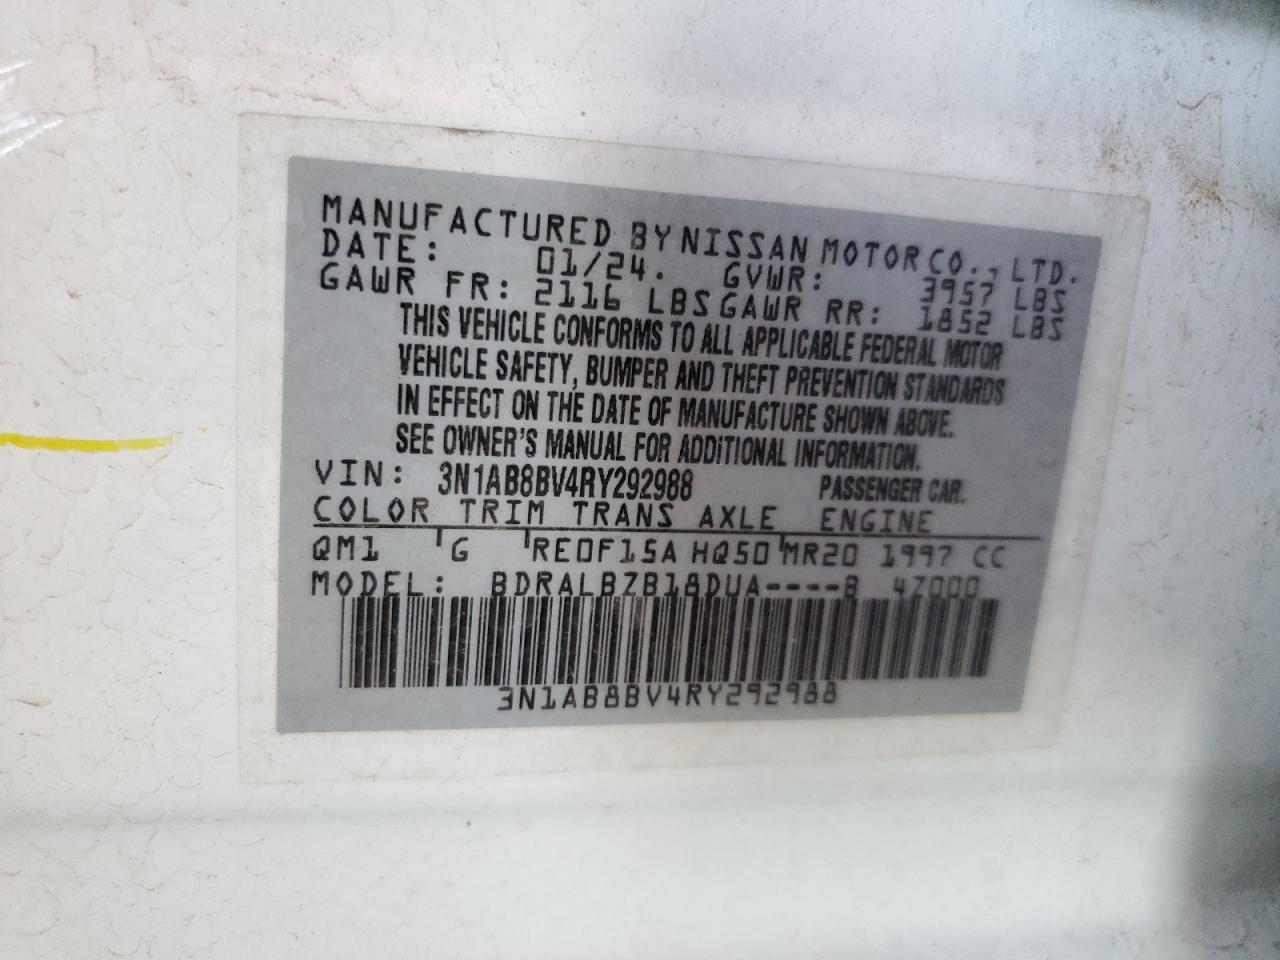 MANUFACTURED BY NISSAN MOTOR CO., LTD.
DATE: 01/24. GVWR: 3957 LBS
GAWR FR: 2116 LBS GAWR RR: 1852 LBS
THIS VEHICLE CONFORMS TO ALL APPLICABLE FEDERAL MOTOR
VEHICLE SAFETY, BUMPER AND THEFT PREVENTION STANDARDS
IN EFFECT ON THE DATE OF MANUFACTURE SHOWN ABOVE.
SEE OWNER'S MANUAL FOR ADDITIONAL INFORMATION.
VIN: 3N1AB8BV4RY292988 PASSENGER CAR.
COLOR TRIM TRANS AXLE ENGINE
QM1 G RE0F15A HQ50 MR20 1997 CC
MODEL: BDRALBZB18DUA----B 4Z000
3N1AB8BV4RY292988